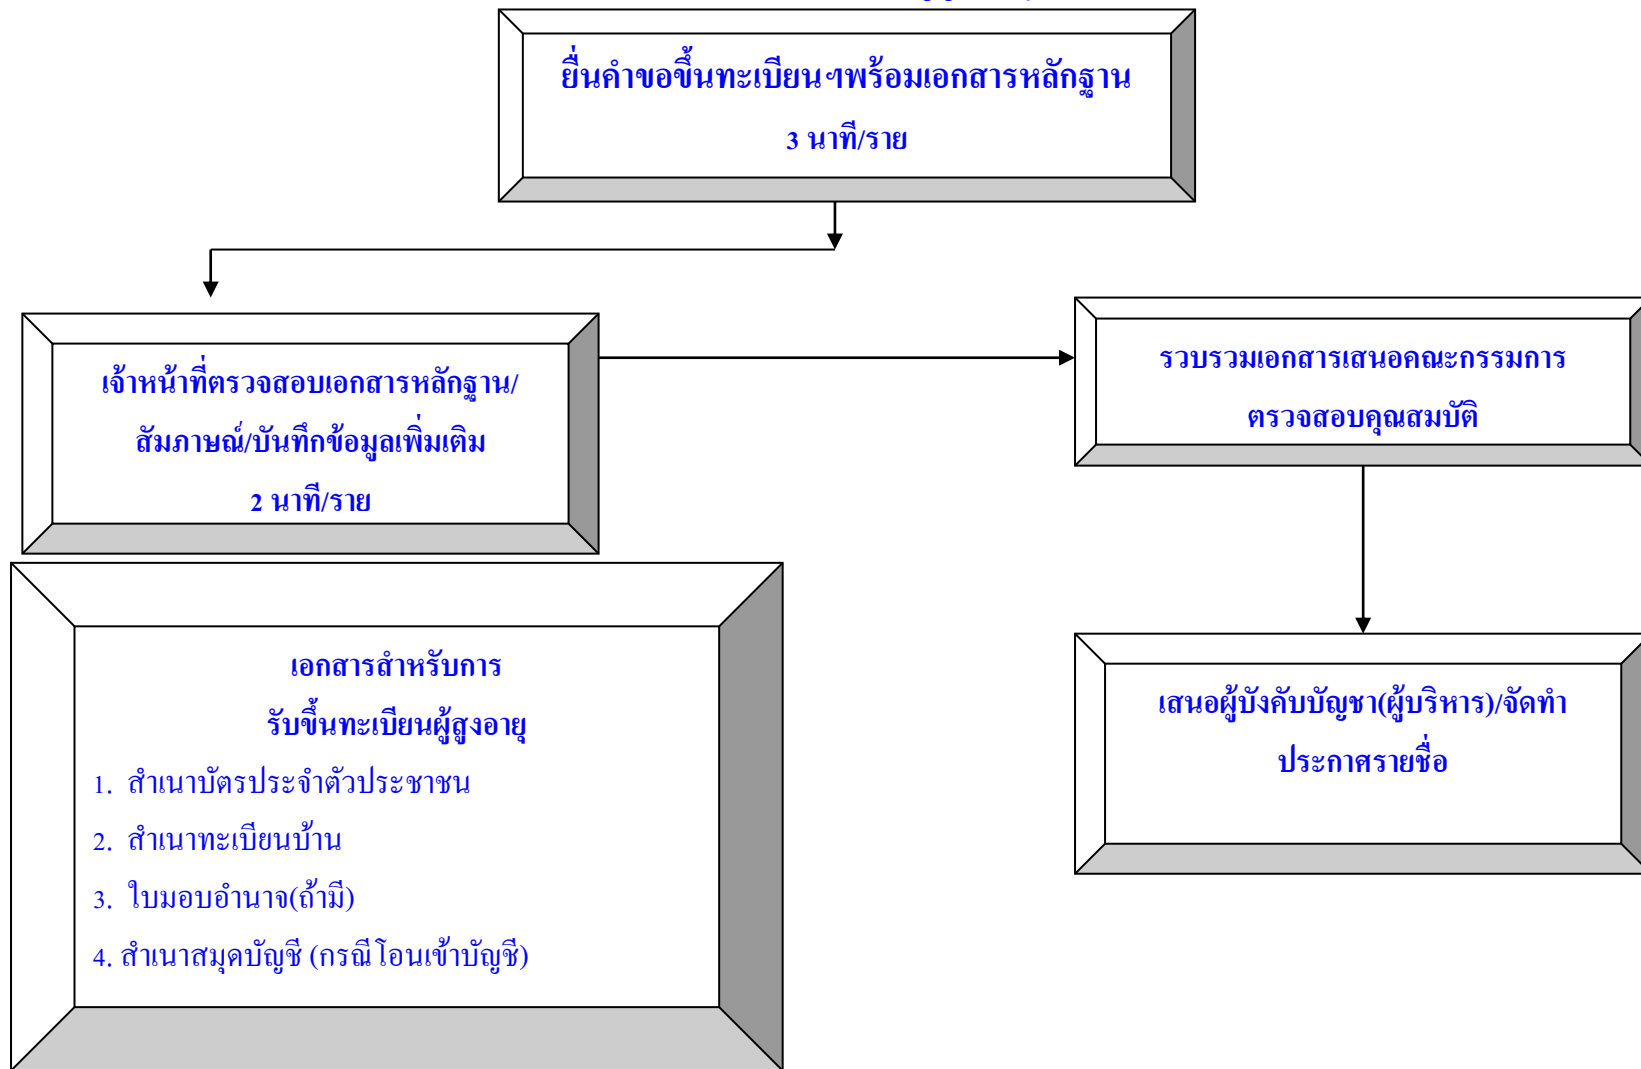 ยื่นคำขอขึ้นทะเบียนฯพร้อมเอกสารหลักฐาน
3 นาที/ราย
เจ้าหน้าที่ตรวจสอบเอกสารหลักฐาน/
สัมภาษณ์/บันทึกข้อมูลเพิ่มเติม
2 นาที/ราย
รวบรวมเอกสารเสนอคณะกรรมการ
ตรวจสอบคุณสมบัติ
เอกสารสำหรับการ
รับขึ้นทะเบียนผู้สูงอายุ
1. สำเนาบัตรประจำตัวประชาชน
2. สำเนาทะเบียนบ้าน
3. ใบมอบอำนาจ(ถ้ามี)
4. สำเนาสมุดบัญชี (กรณีโอนเข้าบัญชี)
เสนอผู้บังคับบัญชา(ผู้บริหาร)/จัดทำ
ประกาศรายชื่อ